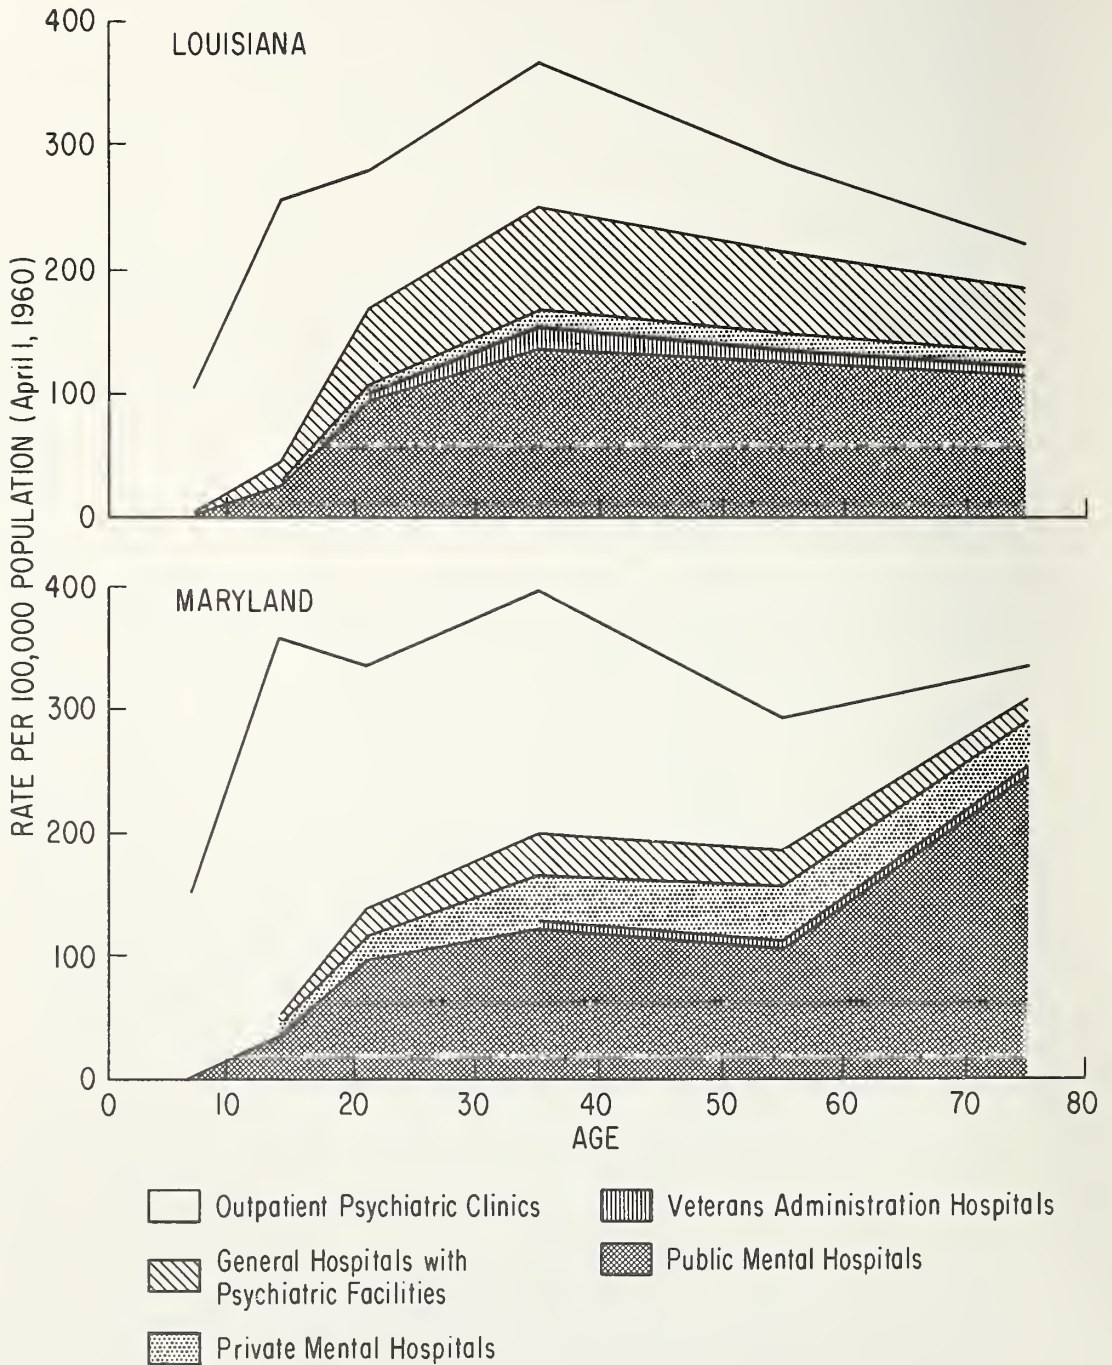 LOUISIANA
400
300
200
100
0
RATE PER 100,000 POPULATION (April 1, 1960)
MARYLAND
400
300
200
100
0
0 10 20 30 40 50 60 70 80
AGE
Outpatient Psychiatric Clinics
General Hospitals with
Psychiatric Facilities
Private Mental Hospitals
Veterans Administration Hospitals
Public Mental Hospitals